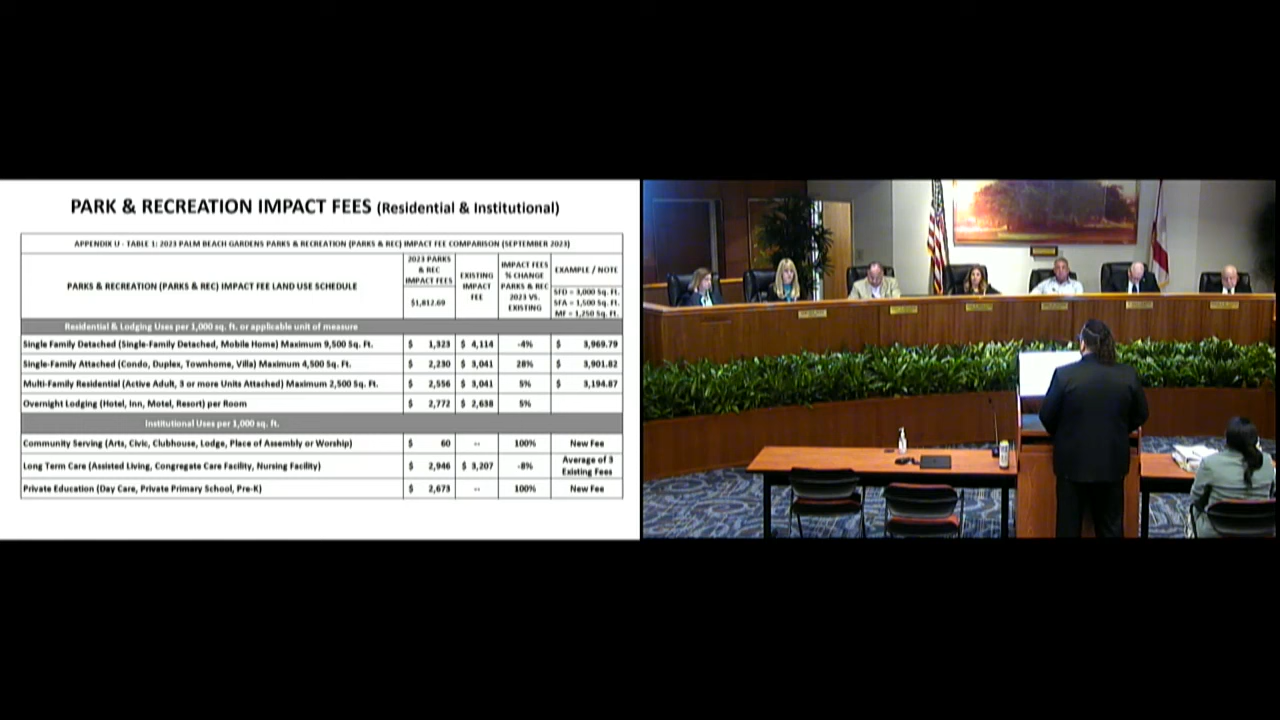 PARK & RECREATION IMPACT FEES (Residential & Institutional)
APPENDIX U - TABLE 1: 2023 PALM BEACH GARDENS PARKS & RECREATION (PARKS & REC) IMPACT FEE COMPARISON (SEPTEMBER 2023)
PARKS & RECREATION (PARKS & REC) IMPACT FEE LAND USE SCHEDULE
2023 PARKS & REC IMPACT FEES
$1,812.69
EXISTING IMPACT FEE
IMPACT FEES % CHANGE PARKS & REC 2023 VS. EXISTING
EXAMPLE / NOTE
SFD = 3,000 Sq. Ft.
SFA = 1,500 Sq. Ft.
MF = 1,250 Sq. Ft.
Residential & Lodging Uses per 1,000 sq. ft. or applicable unit of measure
Single Family Detached (Single-Family Detached, Mobile Home) Maximum 9,500 Sq. Ft. $ 1,323 $ 4,114 -4% $ 3,969.79
Single-Family Attached (Condo, Duplex, Townhome, Villa) Maximum 4,500 Sq. Ft. $ 2,230 $ 3,041 28% $ 3,901.82
Multi-Family Residential (Active Adult, 3 or more Units Attached) Maximum 2,500 Sq. Ft. $ 2,556 $ 3,041 5% $ 3,194.87
Overnight Lodging (Hotel, Inn, Motel, Resort) per Room $ 2,772 $ 2,638 5%
Institutional Uses per 1,000 sq. ft.
Community Serving (Arts, Civic, Clubhouse, Lodge, Place of Assembly or Worship) $ 60 -- 100% New Fee
Long Term Care (Assisted Living, Congregate Care Facility, Nursing Facility) $ 2,946 $ 3,207 -8% Average of 3 Existing Fees
Private Education (Day Care, Private Primary School, Pre-K) $ 2,673 -- 100% New Fee